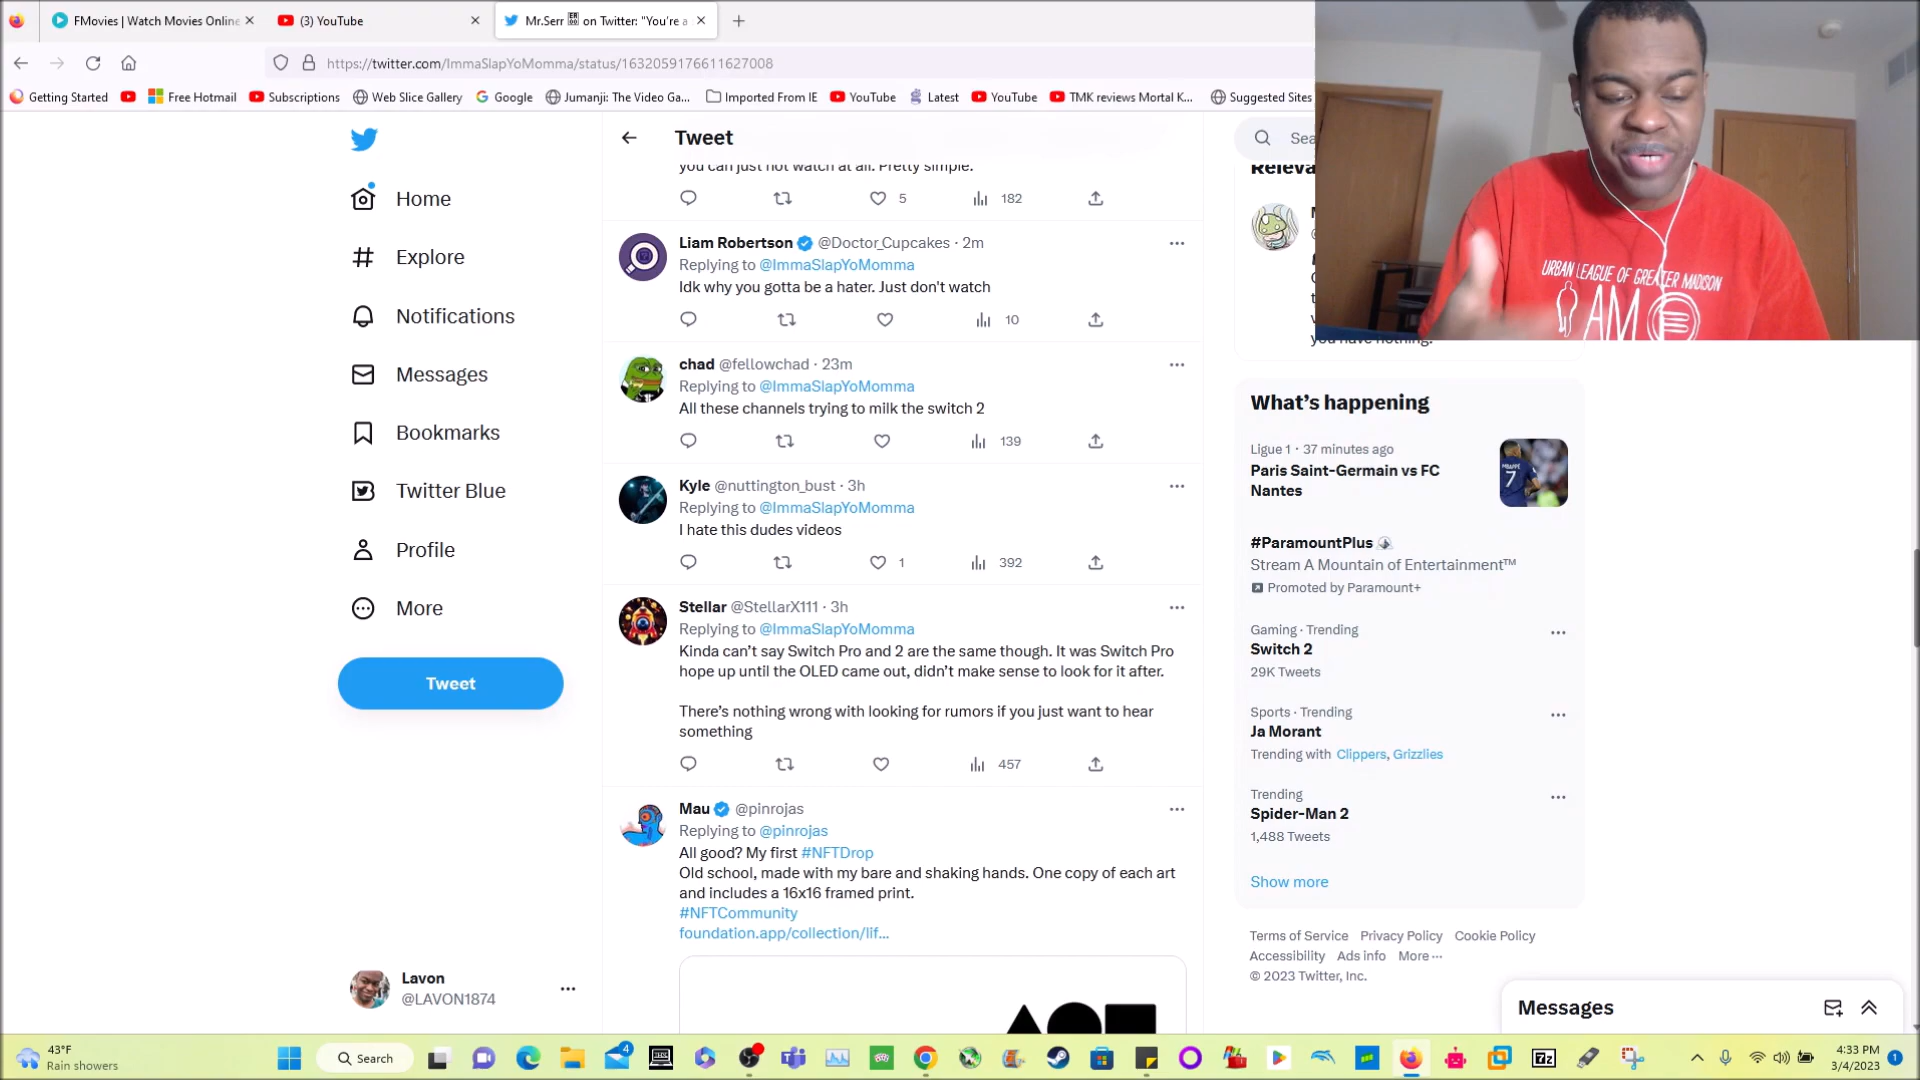 FMovies | Watch Movies Online
(3) YouTube
Mr.Serr on Twitter: "You're a
https://twitter.com/ImmaSlapYoMomma/status/1632059176611627008
Getting Started
Free Hotmail
Subscriptions
Web Slice Gallery
Google
Jumanji: The Video Ga...
Imported From IE
YouTube
Latest
YouTube
TMK reviews Mortal K...
Suggested Sites
Home
Explore
Notifications
Messages
Bookmarks
Twitter Blue
Profile
More
Tweet
Lavon
@LAVON1874
Tweet
you can just not watch at all. Pretty simple.
5
182
Liam Robertson @Doctor_Cupcakes · 2m
Replying to @ImmaSlapYoMomma
Idk why you gotta be a hater. Just don't watch
10
chad @fellowchad · 23m
Replying to @ImmaSlapYoMomma
All these channels trying to milk the switch 2
139
Kyle @nuttington_bust · 3h
Replying to @ImmaSlapYoMomma
I hate this dudes videos
1
392
Stellar @StellarX111 · 3h
Replying to @ImmaSlapYoMomma
Kinda can't say Switch Pro and 2 are the same though. It was Switch Pro
hope up until the OLED came out, didn't make sense to look for it after.
There's nothing wrong with looking for rumors if you just want to hear
something
457
Mau @pinrojas
Replying to @pinrojas
All good? My first #NFTDrop
Old school, made with my bare and shaking hands. One copy of each art
and includes a 16x16 framed print.
#NFTCommunity
foundation.app/collection/lif...
Sea
Releva
you have nothing.
URBAN LEAGUE OF GREATER MADISON
I AM
What's happening
Ligue 1 · 37 minutes ago
Paris Saint-Germain vs FC
Nantes
MBAPPE
7
#ParamountPlus
Stream A Mountain of Entertainment™
Promoted by Paramount+
Gaming · Trending
Switch 2
29K Tweets
Sports · Trending
Ja Morant
Trending with Clippers, Grizzlies
Trending
Spider-Man 2
1,488 Tweets
Show more
Terms of Service Privacy Policy Cookie Policy
Accessibility Ads info More ...
© 2023 Twitter, Inc.
Messages
43°F
Rain showers
Search
4
7z
4:33 PM
3/4/2023
1